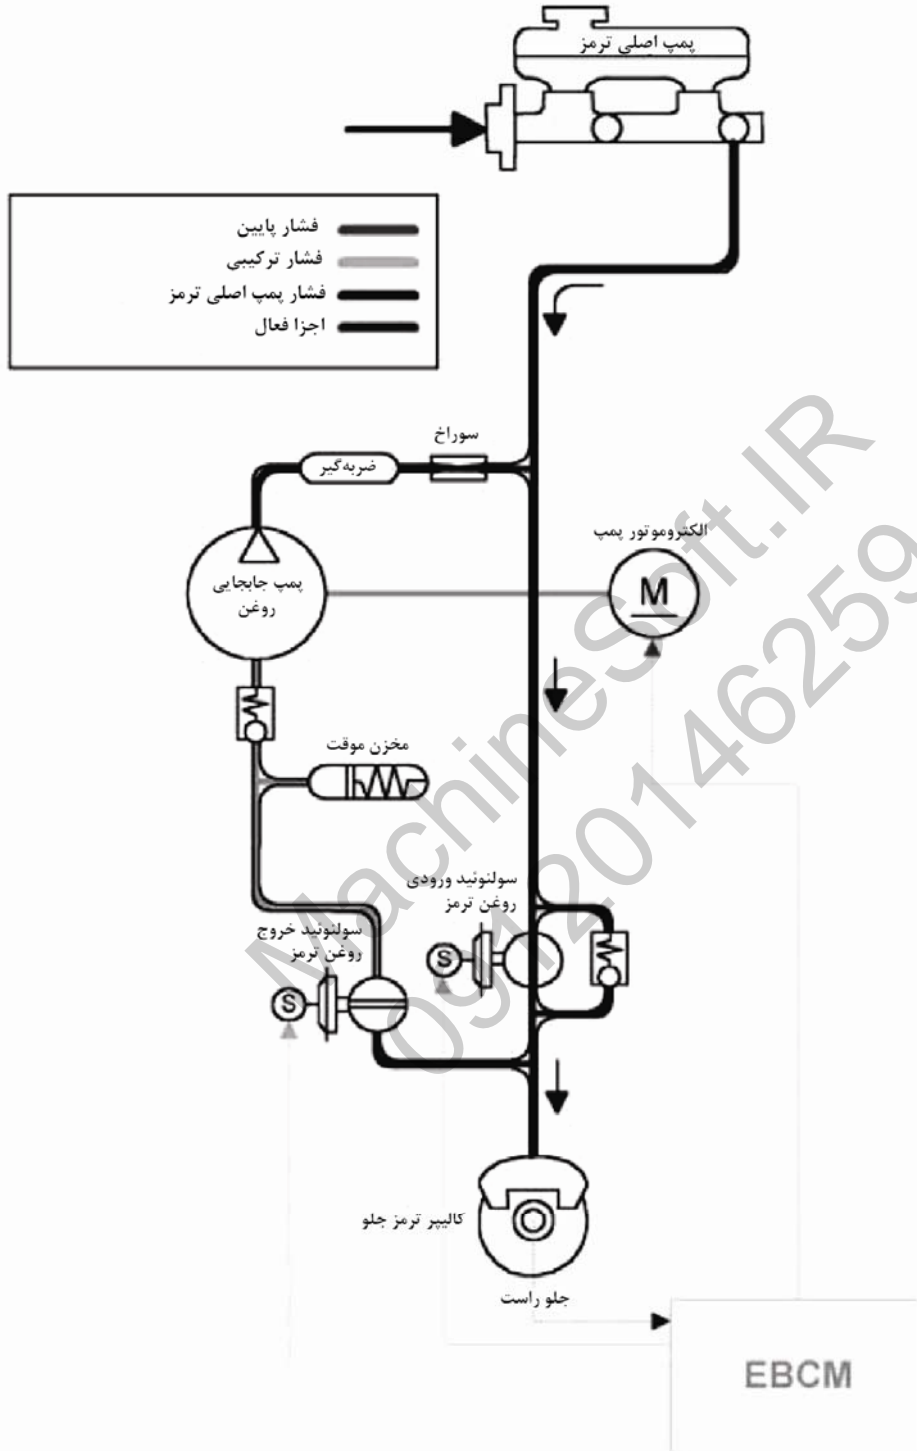 پمپ اصلی ترمز
فشار پایین
فشار ترکیبی
فشار پمپ اصلی ترمز
اجزا فعال
سوراخ
ضربه‌گیر
الکتروموتور پمپ
M
پمپ جابجایی
روغن
مخزن موقت
سولنوئید ورودی
روغن ترمز
سولنوئید خروج
روغن ترمز
S
S
کالیپر ترمز جلو
جلو راست
EBCM
MachineSoft.IR
09120146259